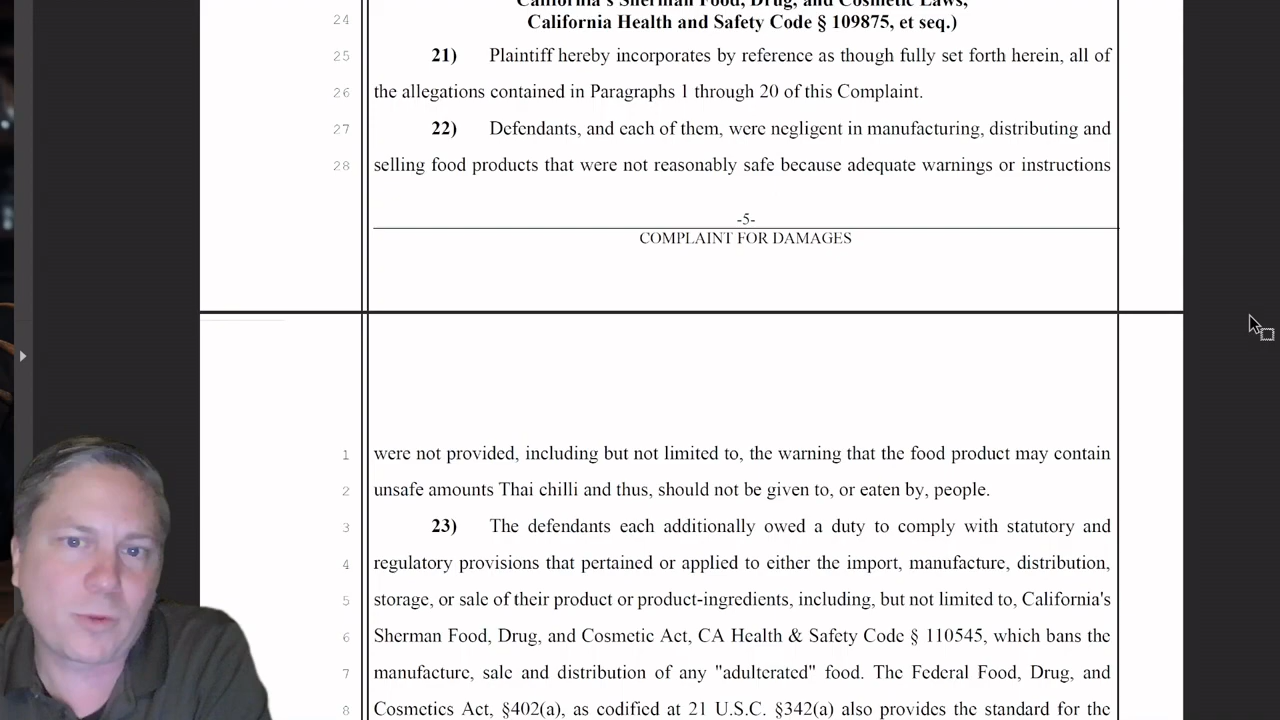 California's Sherman Food, Drug, and Cosmetic Laws,
24 California Health and Safety Code § 109875, et seq.)
25 21) Plaintiff hereby incorporates by reference as though fully set forth herein, all of
26 the allegations contained in Paragraphs 1 through 20 of this Complaint.
27 22) Defendants, and each of them, were negligent in manufacturing, distributing and
28 selling food products that were not reasonably safe because adequate warnings or instructions
-5-
COMPLAINT FOR DAMAGES
1 were not provided, including but not limited to, the warning that the food product may contain
2 unsafe amounts Thai chilli and thus, should not be given to, or eaten by, people.
3 23) The defendants each additionally owed a duty to comply with statutory and
4 regulatory provisions that pertained or applied to either the import, manufacture, distribution,
5 storage, or sale of their product or product-ingredients, including, but not limited to, California's
6 Sherman Food, Drug, and Cosmetic Act, CA Health & Safety Code § 110545, which bans the
7 manufacture, sale and distribution of any "adulterated" food. The Federal Food, Drug, and
8 Cosmetics Act, §402(a), as codified at 21 U.S.C. §342(a) also provides the standard for the